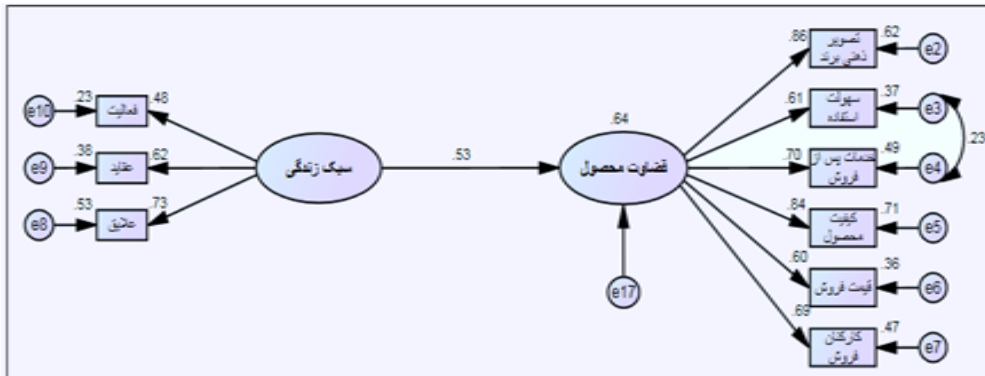 .86
تصویر
ذهنی برند
.62
e2
e10
.23
فعالیت
.48
.61
سهولت
استفاده
.37
e3
.64
.23
e9
.38
عقاید
.62
سبک زندگی
.53
قضاوت محصول
.70
خدمات پس از
فروش
.49
e4
e8
.53
علایق
.73
.84
کیفیت
محصول
.71
e5
.60
قیمت فروش
.36
e6
e17
.69
کارکنان
فروش
.47
e7